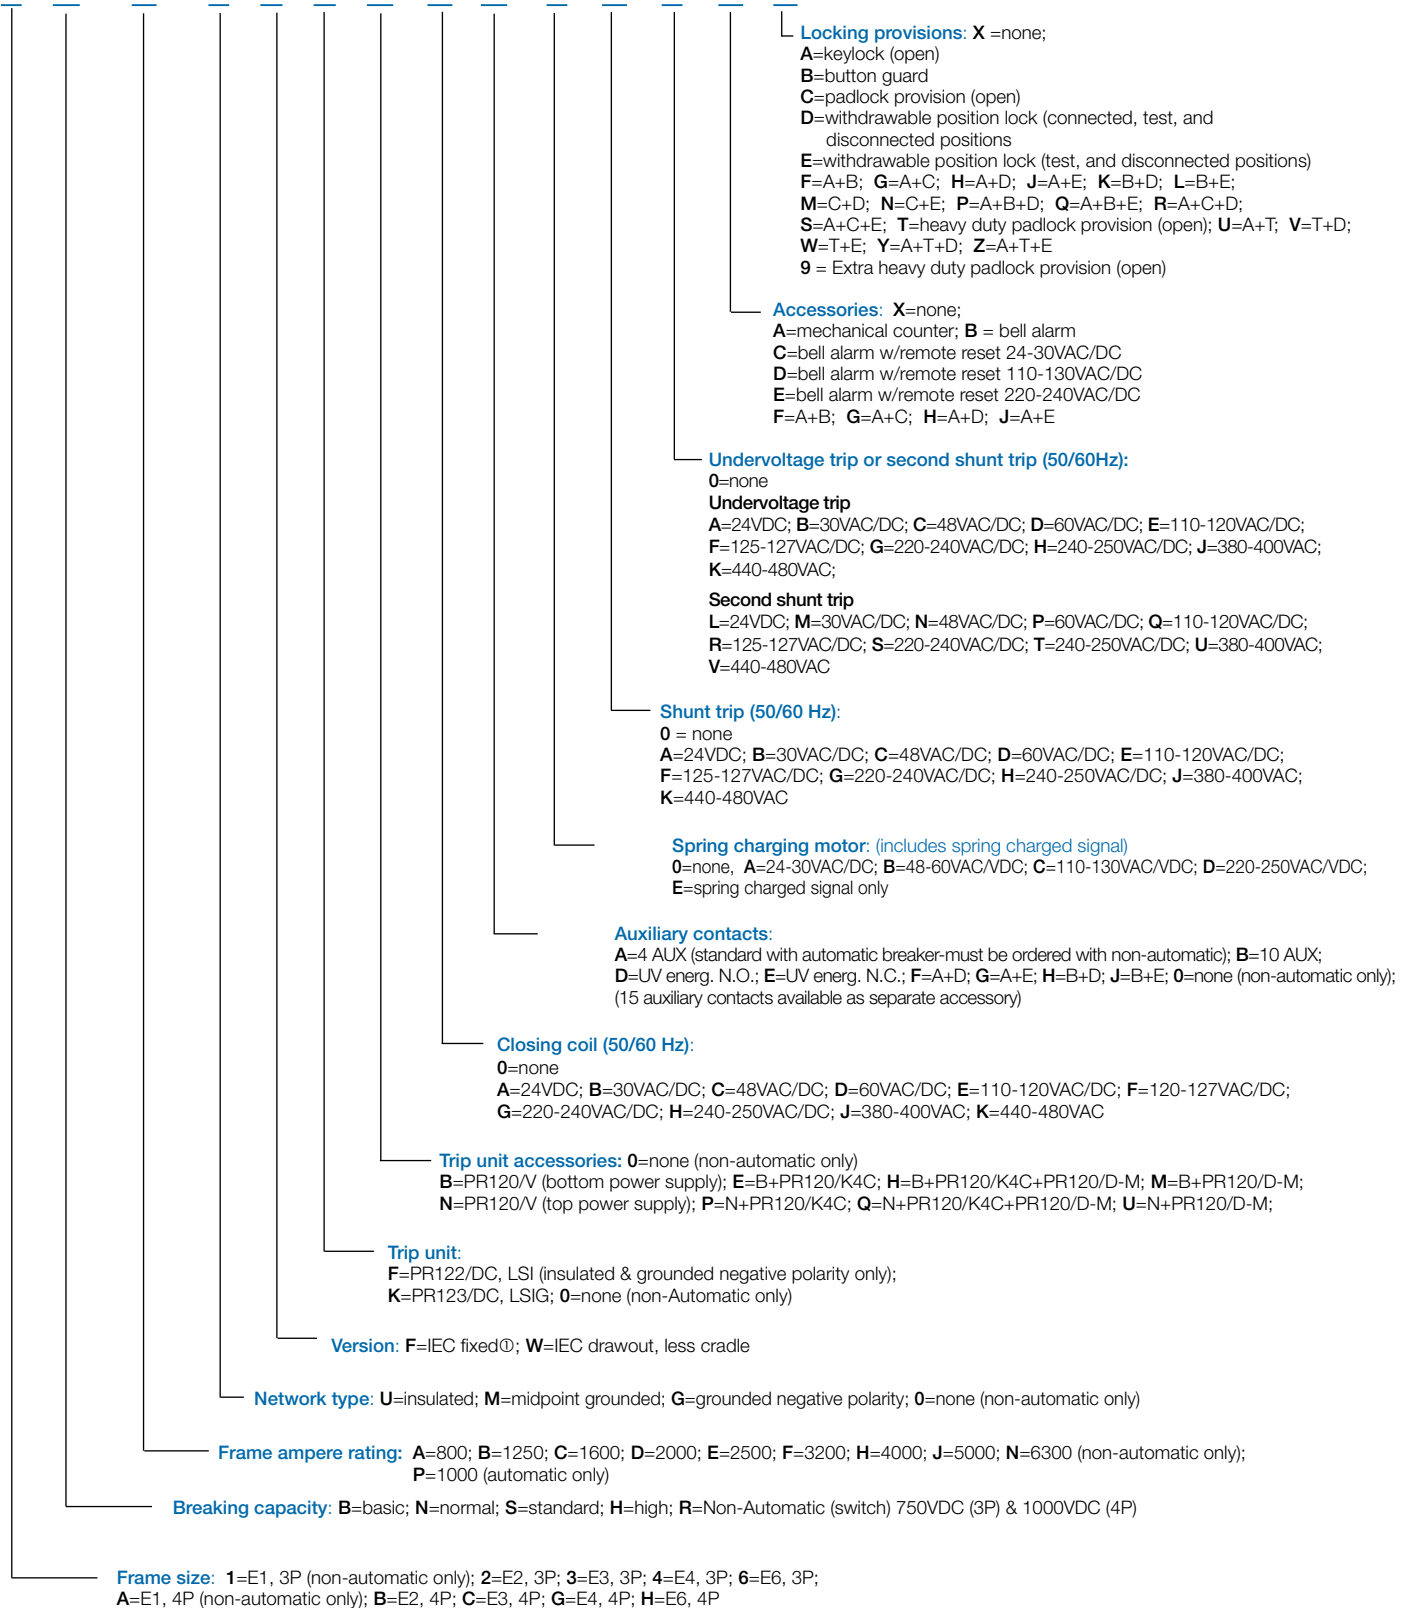 Locking provisions: X =none;
A=keylock (open)
B=button guard
C=padlock provision (open)
D=withdrawable position lock (connected, test, and
disconnected positions
E=withdrawable position lock (test, and disconnected positions)
F=A+B; G=A+C; H=A+D; J=A+E; K=B+D; L=B+E;
M=C+D; N=C+E; P=A+B+D; Q=A+B+E; R=A+C+D;
S=A+C+E; T=heavy duty padlock provision (open); U=A+T; V=T+D;
W=T+E; Y=A+T+D; Z=A+T+E
9 = Extra heavy duty padlock provision (open)
Accessories: X=none;
A=mechanical counter; B = bell alarm
C=bell alarm w/remote reset 24-30VAC/DC
D=bell alarm w/remote reset 110-130VAC/DC
E=bell alarm w/remote reset 220-240VAC/DC
F=A+B; G=A+C; H=A+D; J=A+E
Undervoltage trip or second shunt trip (50/60Hz):
0=none
Undervoltage trip
A=24VDC; B=30VAC/DC; C=48VAC/DC; D=60VAC/DC; E=110-120VAC/DC;
F=125-127VAC/DC; G=220-240VAC/DC; H=240-250VAC/DC; J=380-400VAC;
K=440-480VAC;
Second shunt trip
L=24VDC; M=30VAC/DC; N=48VAC/DC; P=60VAC/DC; Q=110-120VAC/DC;
R=125-127VAC/DC; S=220-240VAC/DC; T=240-250VAC/DC; U=380-400VAC;
V=440-480VAC
Shunt trip (50/60 Hz):
0 = none
A=24VDC; B=30VAC/DC; C=48VAC/DC; D=60VAC/DC; E=110-120VAC/DC;
F=125-127VAC/DC; G=220-240VAC/DC; H=240-250VAC/DC; J=380-400VAC;
K=440-480VAC
Spring charging motor: (includes spring charged signal)
0=none, A=24-30VAC/DC; B=48-60VAC/VDC; C=110-130VAC/VDC; D=220-250VAC/VDC;
E=spring charged signal only
Auxiliary contacts:
A=4 AUX (standard with automatic breaker-must be ordered with non-automatic); B=10 AUX;
D=UV energ. N.O.; E=UV energ. N.C.; F=A+D; G=A+E; H=B+D; J=B+E; 0=none (non-automatic only);
(15 auxiliary contacts available as separate accessory)
Closing coil (50/60 Hz):
0=none
A=24VDC; B=30VAC/DC; C=48VAC/DC; D=60VAC/DC; E=110-120VAC/DC; F=120-127VAC/DC;
G=220-240VAC/DC; H=240-250VAC/DC; J=380-400VAC; K=440-480VAC
Trip unit accessories: 0=none (non-automatic only)
B=PR120/V (bottom power supply); E=B+PR120/K4C; H=B+PR120/K4C+PR120/D-M; M=B+PR120/D-M;
N=PR120/V (top power supply); P=N+PR120/K4C; Q=N+PR120/K4C+PR120/D-M; U=N+PR120/D-M;
Trip unit:
F=PR122/DC, LSI (insulated & grounded negative polarity only);
K=PR123/DC, LSIG; 0=none (non-Automatic only)
Version: F=IEC fixed①; W=IEC drawout, less cradle
Network type: U=insulated; M=midpoint grounded; G=grounded negative polarity; 0=none (non-automatic only)
Frame ampere rating: A=800; B=1250; C=1600; D=2000; E=2500; F=3200; H=4000; J=5000; N=6300 (non-automatic only);
P=1000 (automatic only)
Breaking capacity: B=basic; N=normal; S=standard; H=high; R=Non-Automatic (switch) 750VDC (3P) & 1000VDC (4P)
Frame size: 1=E1, 3P (non-automatic only); 2=E2, 3P; 3=E3, 3P; 4=E4, 3P; 6=E6, 3P;
A=E1, 4P (non-automatic only); B=E2, 4P; C=E3, 4P; G=E4, 4P; H=E6, 4P